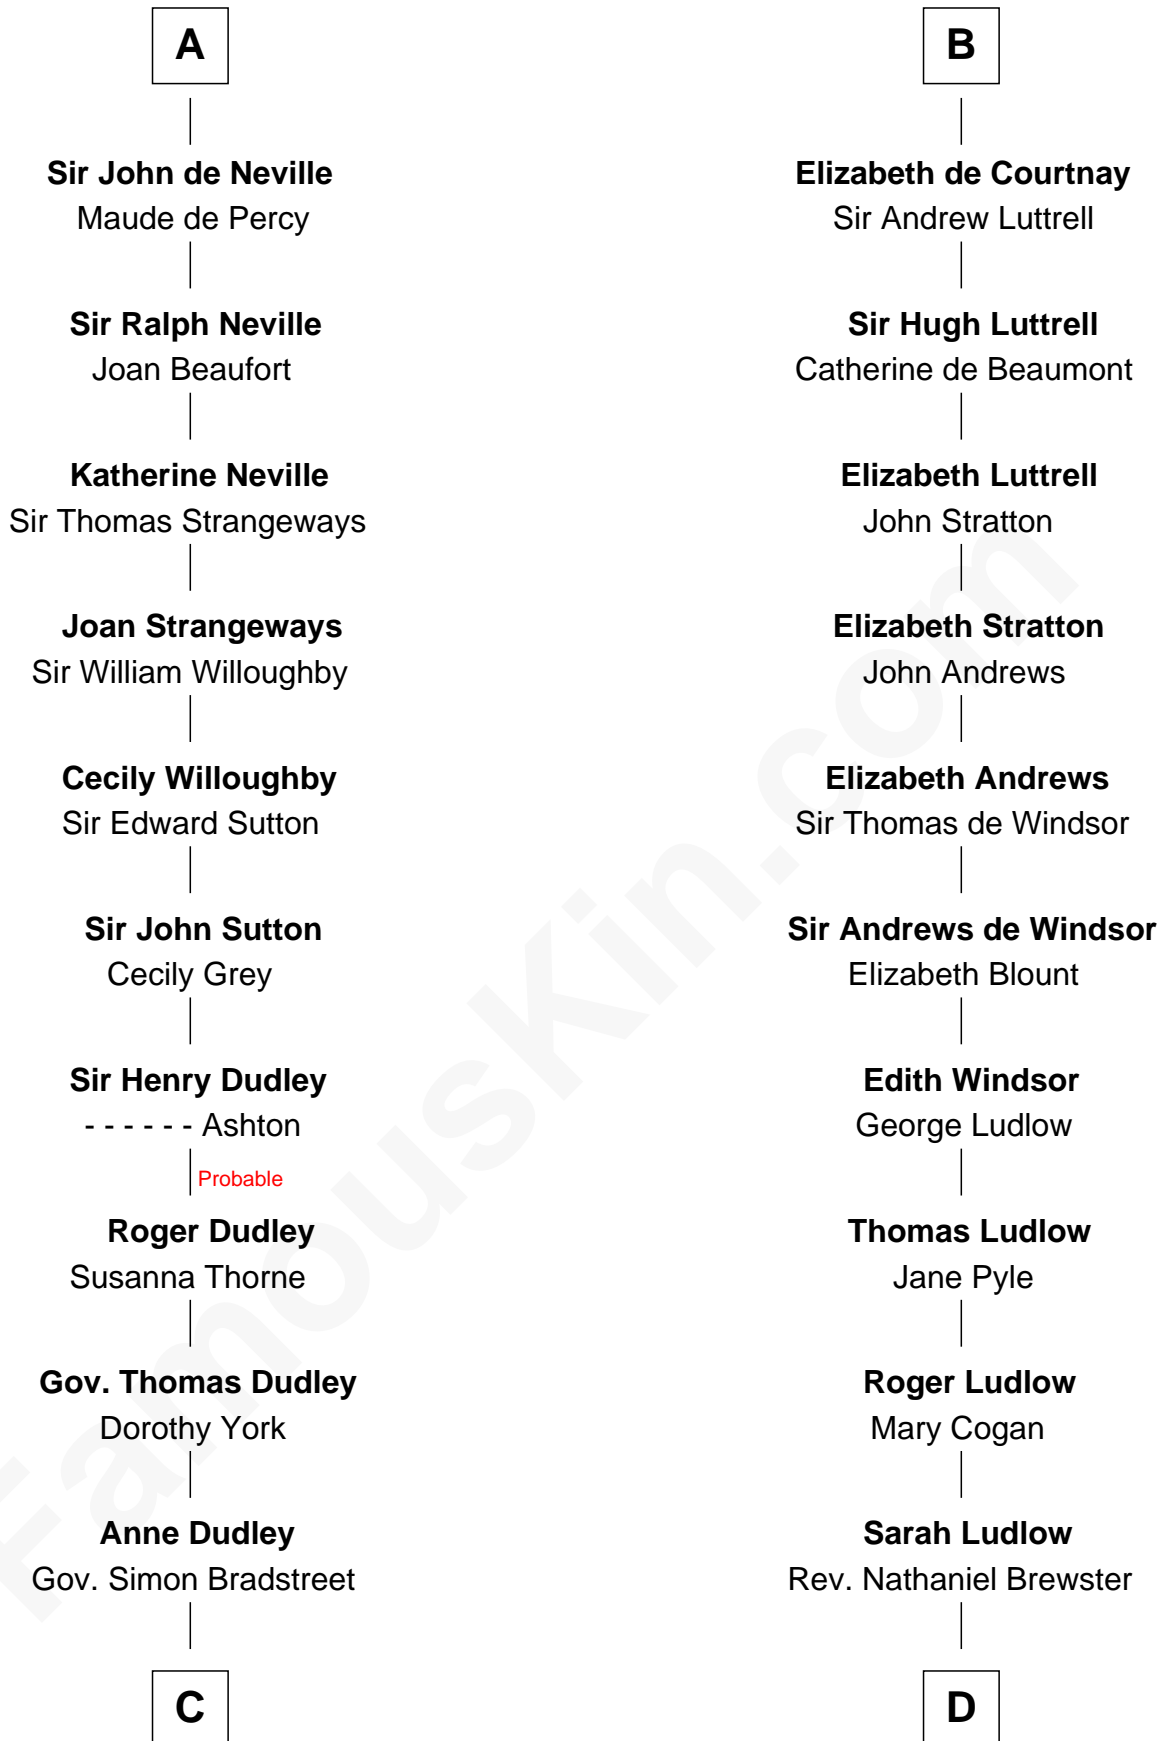 A
Sir John de Neville
Maude de Percy
Sir Ralph Neville
Joan Beaufort
Katherine Neville
Sir Thomas Strangeways
Joan Strangeways
Sir William Willoughby
Cecily Willoughby
Sir Edward Sutton
Sir John Sutton
Cecily Grey
Sir Henry Dudley
- - - - - - Ashton
Probable
Roger Dudley
Susanna Thorne
Gov. Thomas Dudley
Dorothy York
Anne Dudley
Gov. Simon Bradstreet
C
B
Elizabeth de Courtnay
Sir Andrew Luttrell
Sir Hugh Luttrell
Catherine de Beaumont
Elizabeth Luttrell
John Stratton
Elizabeth Stratton
John Andrews
Elizabeth Andrews
Sir Thomas de Windsor
Sir Andrews de Windsor
Elizabeth Blount
Edith Windsor
George Ludlow
Thomas Ludlow
Jane Pyle
Roger Ludlow
Mary Cogan
Sarah Ludlow
Rev. Nathaniel Brewster
D
FamousKin.com